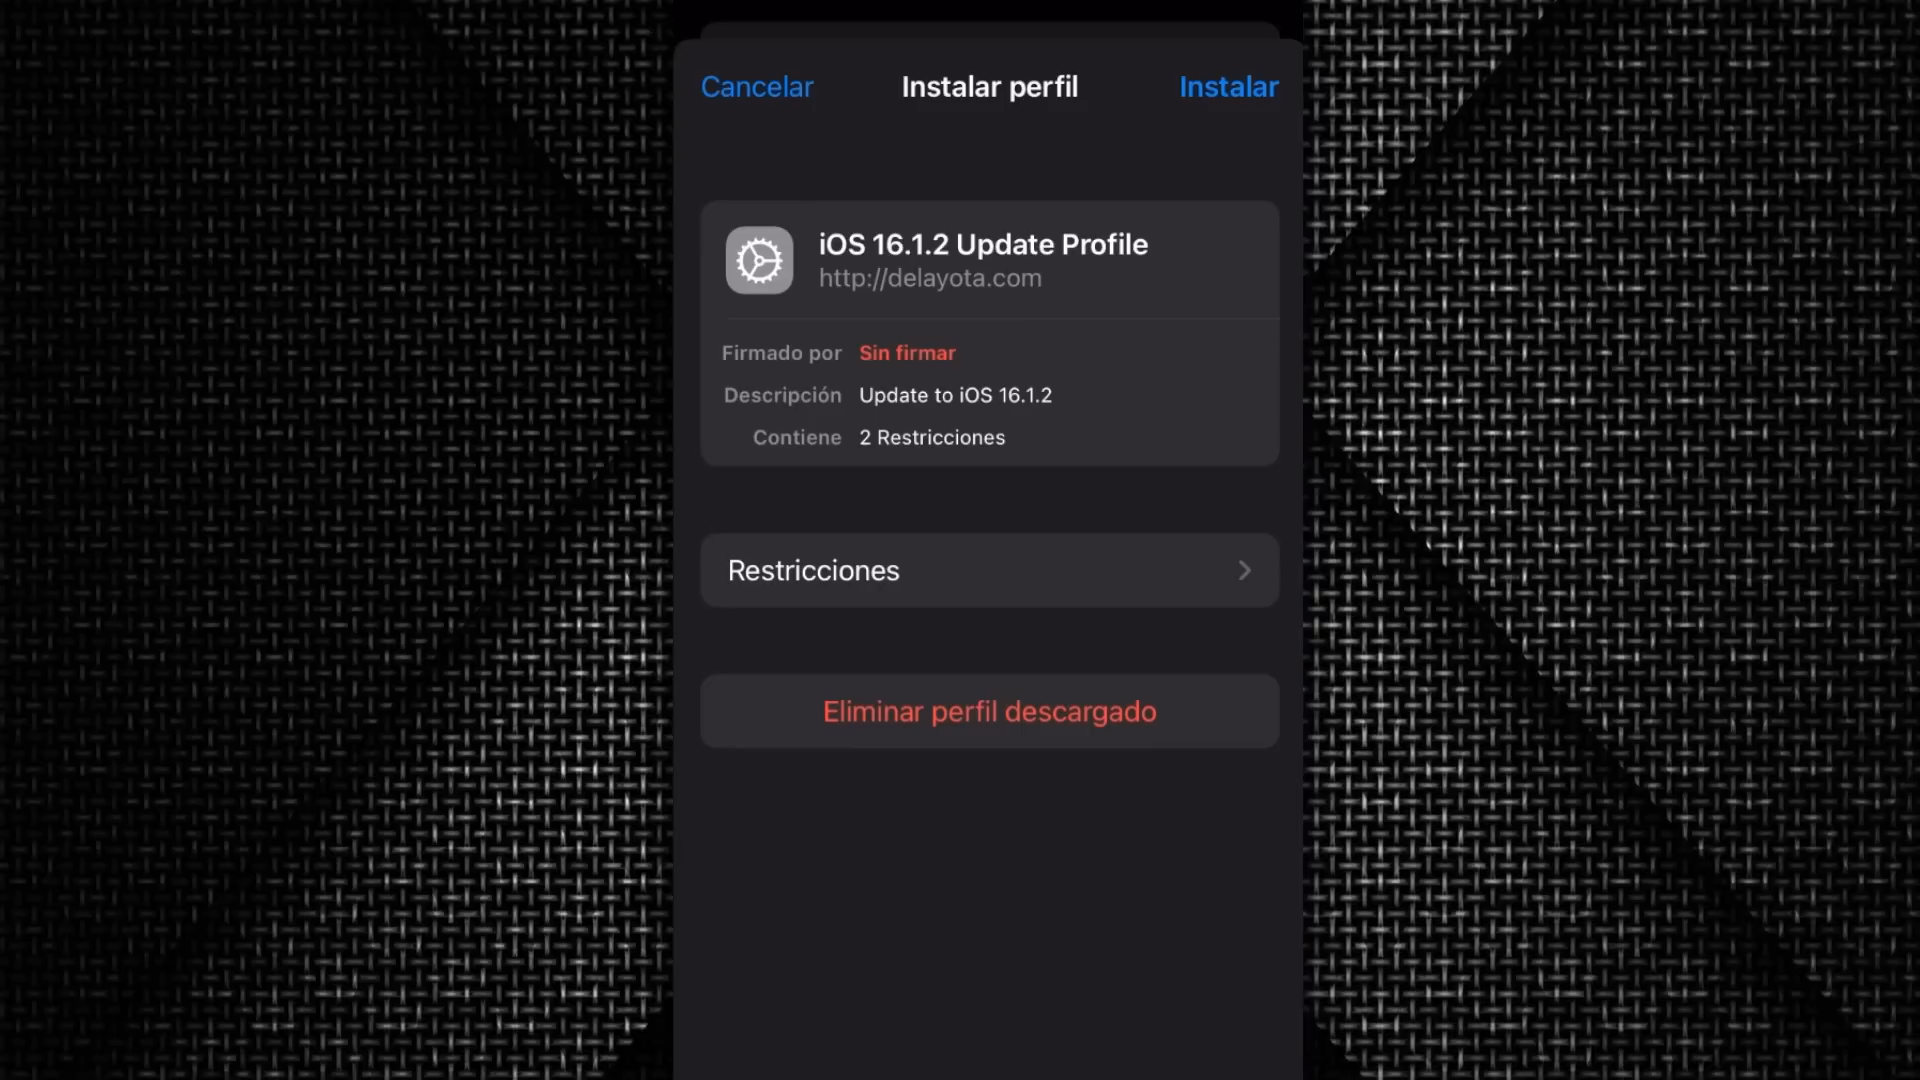 Cancelar
Instalar perfil
Instalar
iOS 16.1.2 Update Profile
http://delayota.com
Firmado por Sin firmar
Descripción Update to iOS 16.1.2
Contiene 2 Restricciones
Restricciones
Eliminar perfil descargado